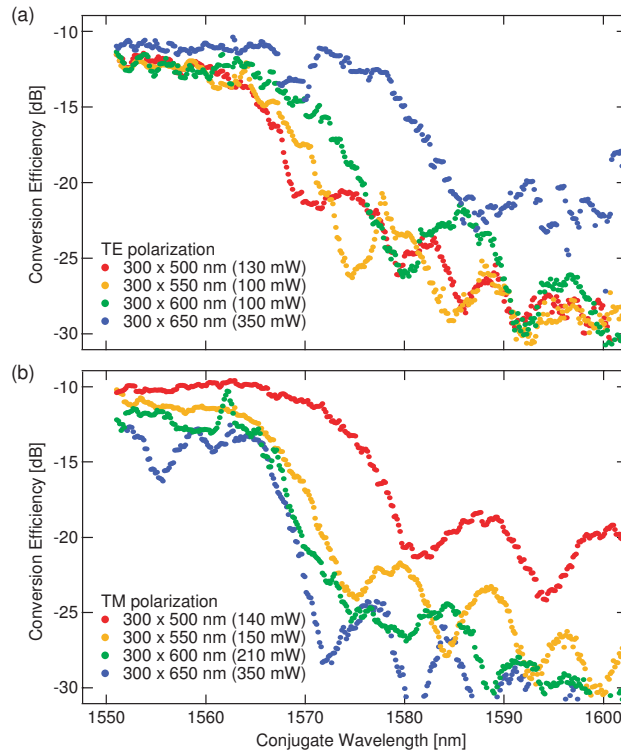 (a)
-10
-15
-20
-25
-30
Conversion Efficiency [dB]
TE polarization
300 x 500 nm (130 mW)
300 x 550 nm (100 mW)
300 x 600 nm (100 mW)
300 x 650 nm (350 mW)
(b)
-10
-15
-20
-25
-30
Conversion Efficiency [dB]
TM polarization
300 x 500 nm (140 mW)
300 x 550 nm (150 mW)
300 x 600 nm (210 mW)
300 x 650 nm (350 mW)
1550 1560 1570 1580 1590 1600
Conjugate Wavelength [nm]